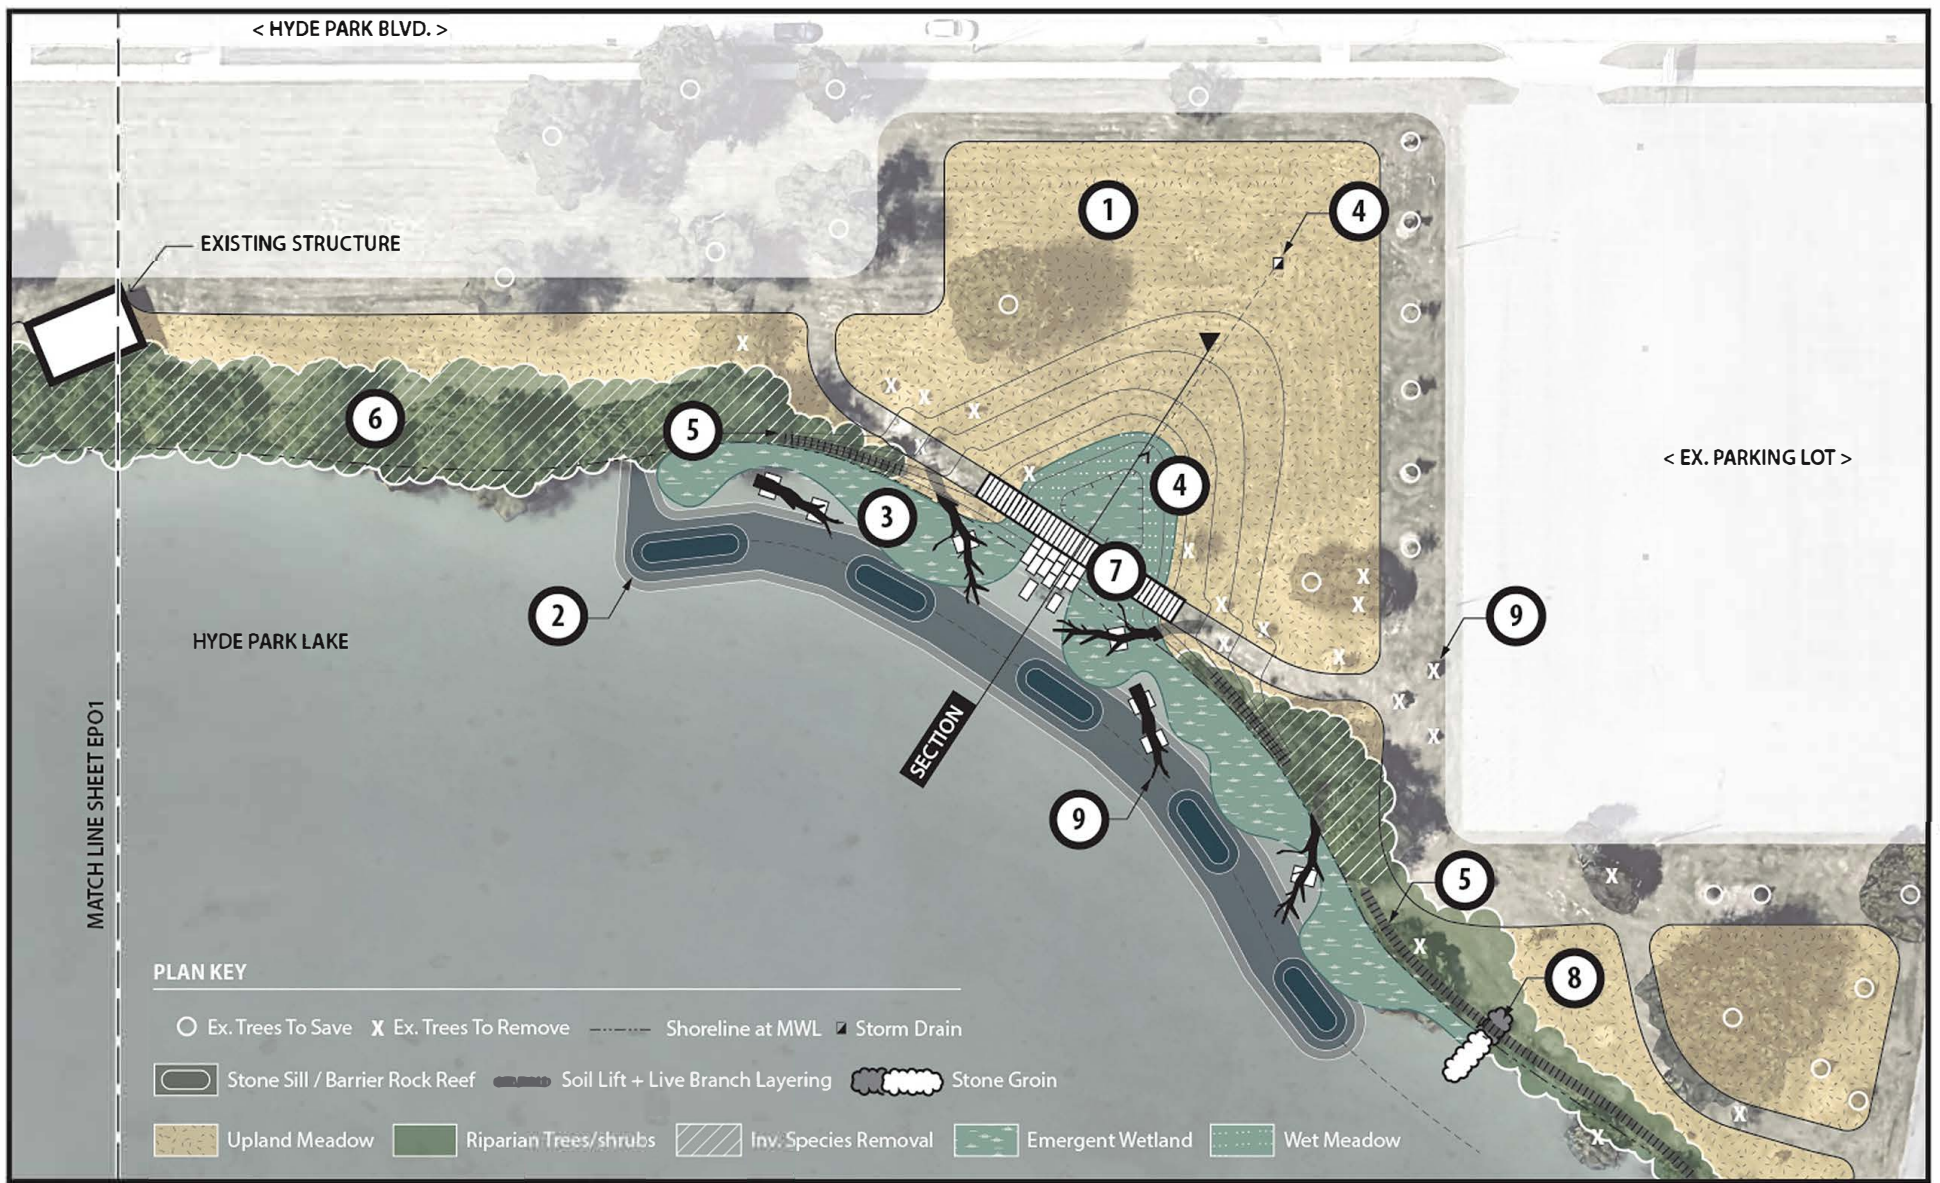 < HYDE PARK BLVD. >
1
4
EXISTING STRUCTURE
X
X
X
X
6
5
< EX. PARKING LOT >
X
4
3
X
7
X
X
X
2
9
X
HYDE PARK LAKE
X
X
X
X
SECTION
X
MATCH LINE SHEET EPO1
9
5
X
X
8
PLAN KEY
Ex. Trees To Save
X Ex. Trees To Remove
Shoreline at MWL
Storm Drain
Stone Sill / Barrier Rock Reef
Soil Lift + Live Branch Layering
Stone Groin
X
X
Upland Meadow
Riparian Trees/shrubs
Inv. Species Removal
Emergent Wetland
Wet Meadow